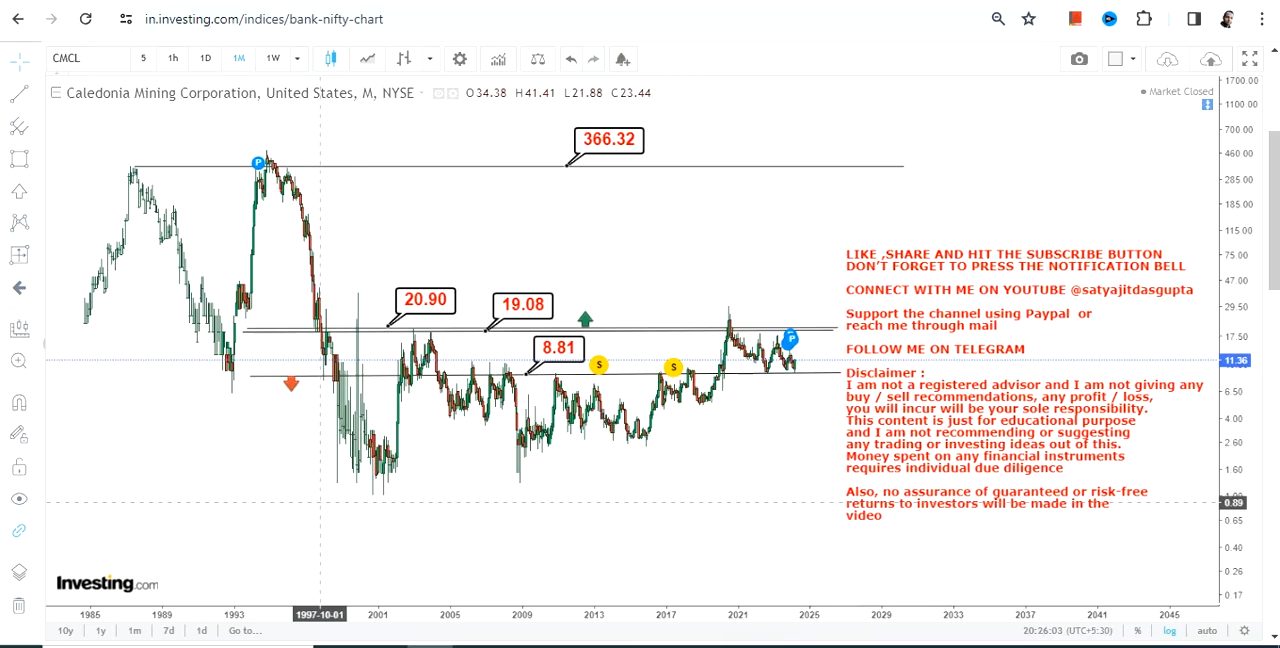 in.investing.com/indices/bank-nifty-chart
CMCL 5 1h 1D 1M 1W
Caledonia Mining Corporation, United States, M, NYSE O34.38 H41.41 L21.88 C23.44
Market Closed
1700.00
1100.00
700.00
460.00
285.00
185.00
115.00
75.00
47.00
29.50
17.50
11.36
6.50
4.00
2.60
1.60
0.89
0.65
0.40
0.26
0.17
366.32
P
20.90
19.08
8.81
S
S
P
LIKE ,SHARE AND HIT THE SUBSCRIBE BUTTON
DON'T FORGET TO PRESS THE NOTIFICATION BELL
CONNECT WITH ME ON YOUTUBE @satyajitdasgupta
Support the channel using Paypal or
reach me through mail
FOLLOW ME ON TELEGRAM
Disclaimer :
I am not a registered advisor and I am not giving any
buy / sell recommendations, any profit / loss,
you will incur will be your sole responsibility.
This content is just for educational purpose
and I am not recommending or suggesting
any trading or investing ideas out of this.
Money spent on any financial instruments
requires individual due diligence
Also, no assurance of guaranteed or risk-free
returns to investors will be made in the
video
Investing.com
1985 1989 1993 1997-10-01 2001 2005 2009 2013 2017 2021 2025 2029 2033 2037 2041 2045
10y 1y 1m 7d 1d Go to... 20:26:03 (UTC+5:30) % log auto